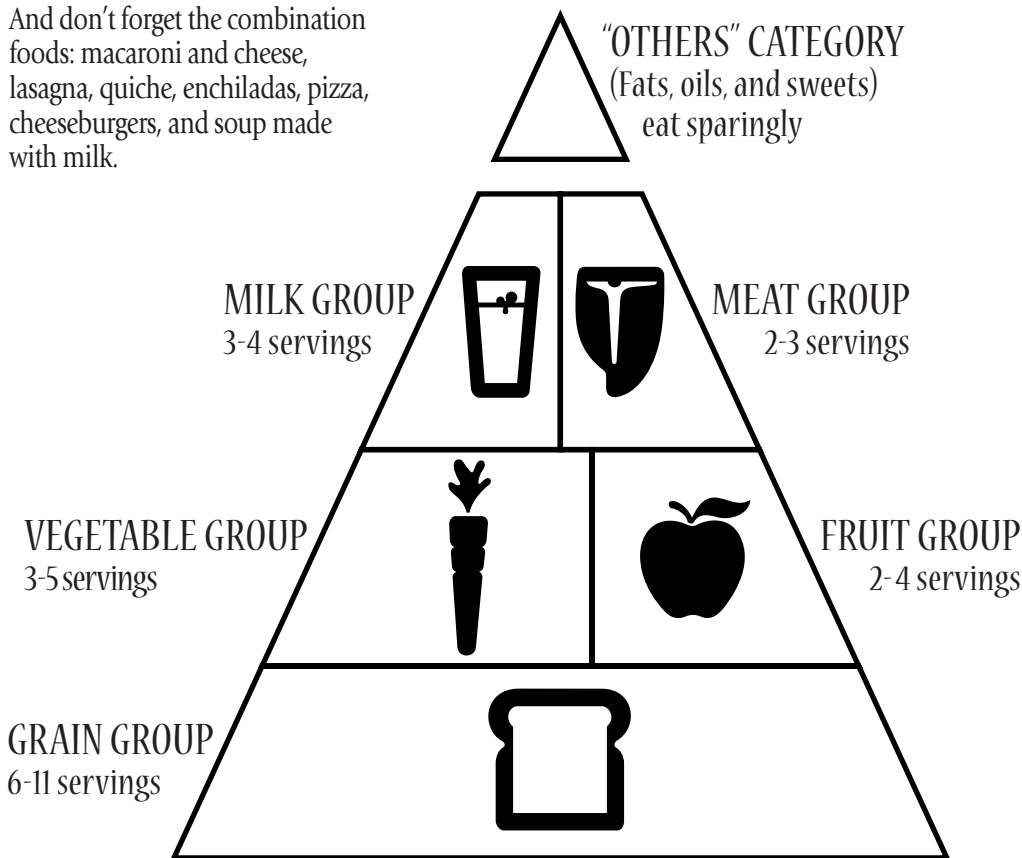 And don't forget the combination
foods: macaroni and cheese,
lasagna, quiche, enchiladas, pizza,
cheeseburgers, and soup made
with milk.
"OTHERS" CATEGORY
(Fats, oils, and sweets)
eat sparingly
MILK GROUP
3-4 servings
MEAT GROUP
2-3 servings
VEGETABLE GROUP
3-5 servings
FRUIT GROUP
2-4 servings
GRAIN GROUP
6-11 servings